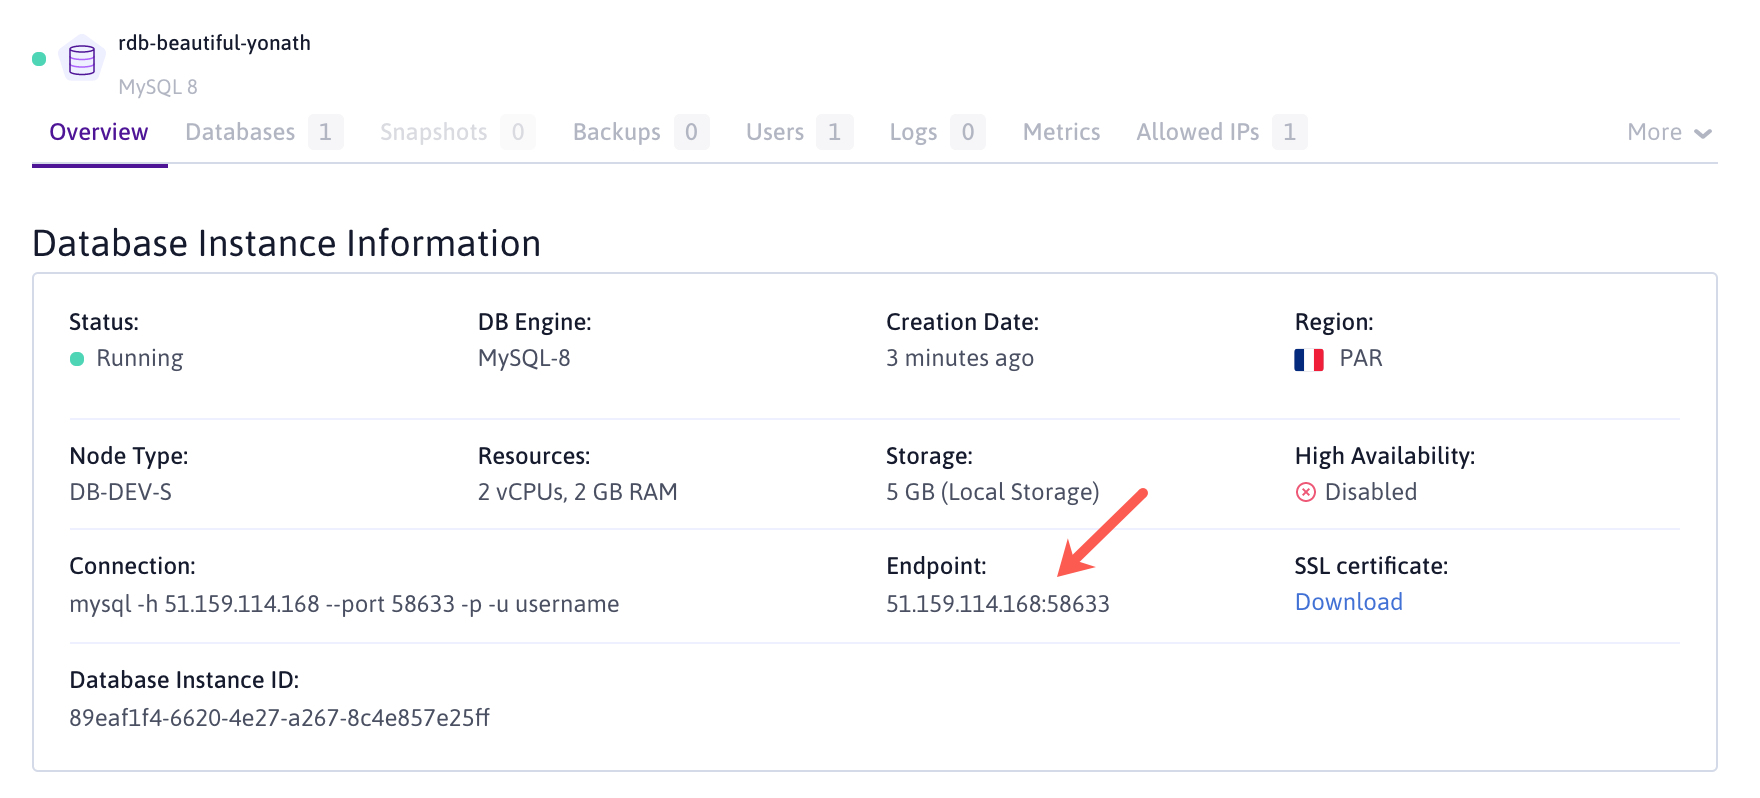 rdb-beautiful-yonath
MySQL 8
Overview Databases 1 Snapshots 0 Backups 0 Users 1 Logs 0 Metrics Allowed IPs 1 More
Database Instance Information
Status: DB Engine: Creation Date: Region:
Running MySQL-8 3 minutes ago PAR
Node Type: Resources: Storage: High Availability:
DB-DEV-S 2 vCPUs, 2 GB RAM 5 GB (Local Storage) Disabled
Connection: Endpoint: SSL certificate:
mysql -h 51.159.114.168 --port 58633 -p -u username 51.159.114.168:58633 Download
Database Instance ID:
89eaf1f4-6620-4e27-a267-8c4e857e25ff